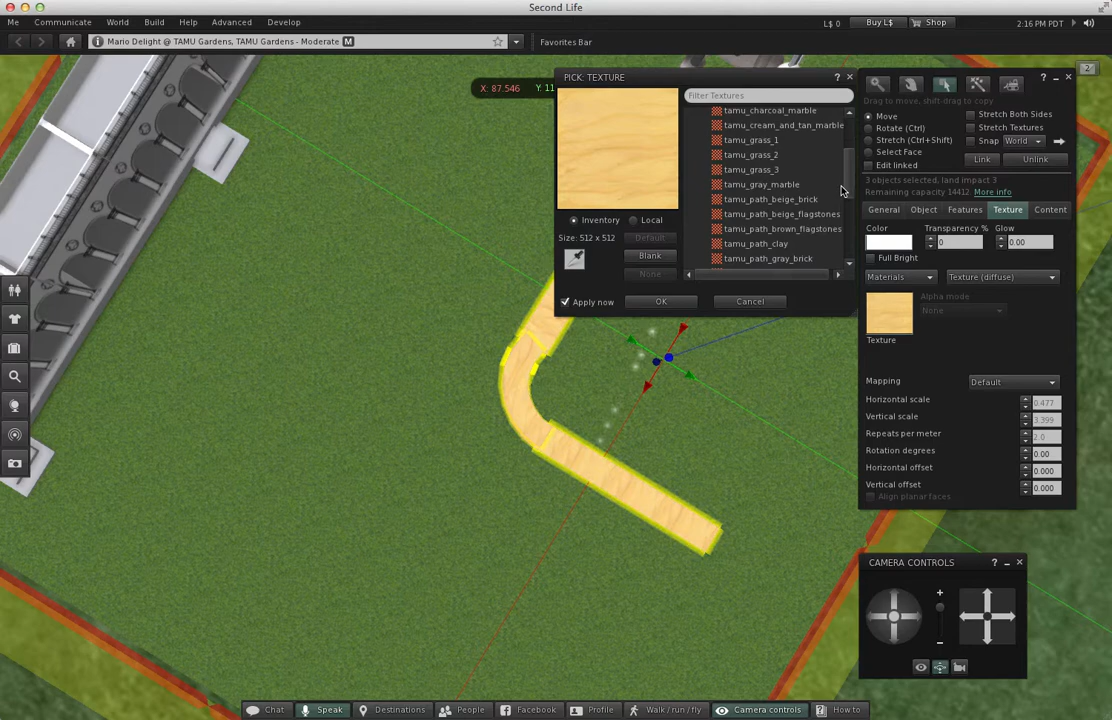 Second Life
Me Communicate World Build Help Advanced Develop
L$ 0 Buy L$ Shop 2:16 PM PDT
Mario Delight @ TAMU Gardens, TAMU Gardens - Moderate M
Favorites Bar
2
X: 87.546 Y: 11
PICK: TEXTURE ? ×
Filter Textures
tamu_charcoal_marble
tamu_cream_and_tan_marble
tamu_grass_1
tamu_grass_2
tamu_grass_3
tamu_gray_marble
tamu_path_beige_brick
tamu_path_beige_flagstones
tamu_path_brown_flagstones
tamu_path_clay
tamu_path_gray_brick
Inventory Local
Size: 512 x 512 Default
Blank
None
Apply now OK Cancel
Drag to move, shift-drag to copy
Move
Rotate (Ctrl)
Stretch (Ctrl+Shift)
Select Face
Edit linked
Stretch Both Sides
Stretch Textures
Snap World
Link Unlink
3 objects selected, land impact 3
Remaining capacity 14412. More info
General Object Features Texture Content
Color Transparency % Glow
0 0.00
Full Bright
Materials Texture (diffuse)
Alpha mode
None
Texture
Mapping Default
Horizontal scale 0.477
Vertical scale 3.399
Repeats per meter 2.0
Rotation degrees 0.00
Horizontal offset 0.000
Vertical offset 0.000
Align planar faces
CAMERA CONTROLS ?
Chat Speak Destinations People Facebook Profile Walk / run / fly Camera controls How to